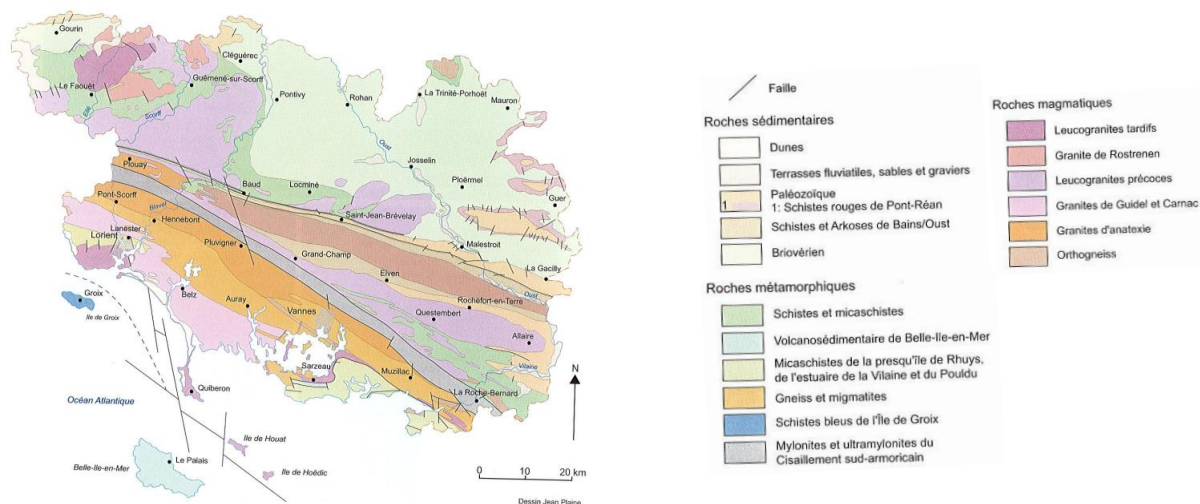 Gourin
Cléguérec
Le Faouët
Guémené-sur-Scorff
Pontivy
Rohan
La Trinité-Porhoët
Mauron
Ellé
Scorff
Oust
Josselin
Plouay
Baud
Locminé
Ploërmel
Guer
Pont-Scorff
Blavet
Hennebont
Saint-Jean-Brévelay
Lorient
Lanester
Pluvigner
Grand-Champ
Malestroit
Elven
La Gacilly
Oust
Groix
Ile de Groix
Belz
Auray
Vannes
Rochefort-en-Terre
Questembert
Allaire
Vilaine
Sarzeau
Muzillac
Quiberon
La Roche-Bernard
N
Océan Atlantique
Ile de Houat
Le Palais
Belle-Ile-en-Mer
Ile de Hoëdic
0 10 20 km
Dessin Jean Plaine
Faille
Roches sédimentaires
Dunes
Terrasses fluviatiles, sables et graviers
Paléozoïque
1 1: Schistes rouges de Pont-Réan
Schistes et Arkoses de Bains/Oust
Briovérien
Roches métamorphiques
Schistes et micaschistes
Volcanosédimentaire de Belle-Ile-en-Mer
Micaschistes de la presqu'île de Rhuys,
de l'estuaire de la Vilaine et du Pouldu
Gneiss et migmatites
Schistes bleus de l'Île de Groix
Mylonites et ultramylonites du
Cisaillement sud-armoricain
Roches magmatiques
Leucogranites tardifs
Granite de Rostrenen
Leucogranites précoces
Granites de Guidel et Carnac
Granites d'anatexie
Orthogneiss